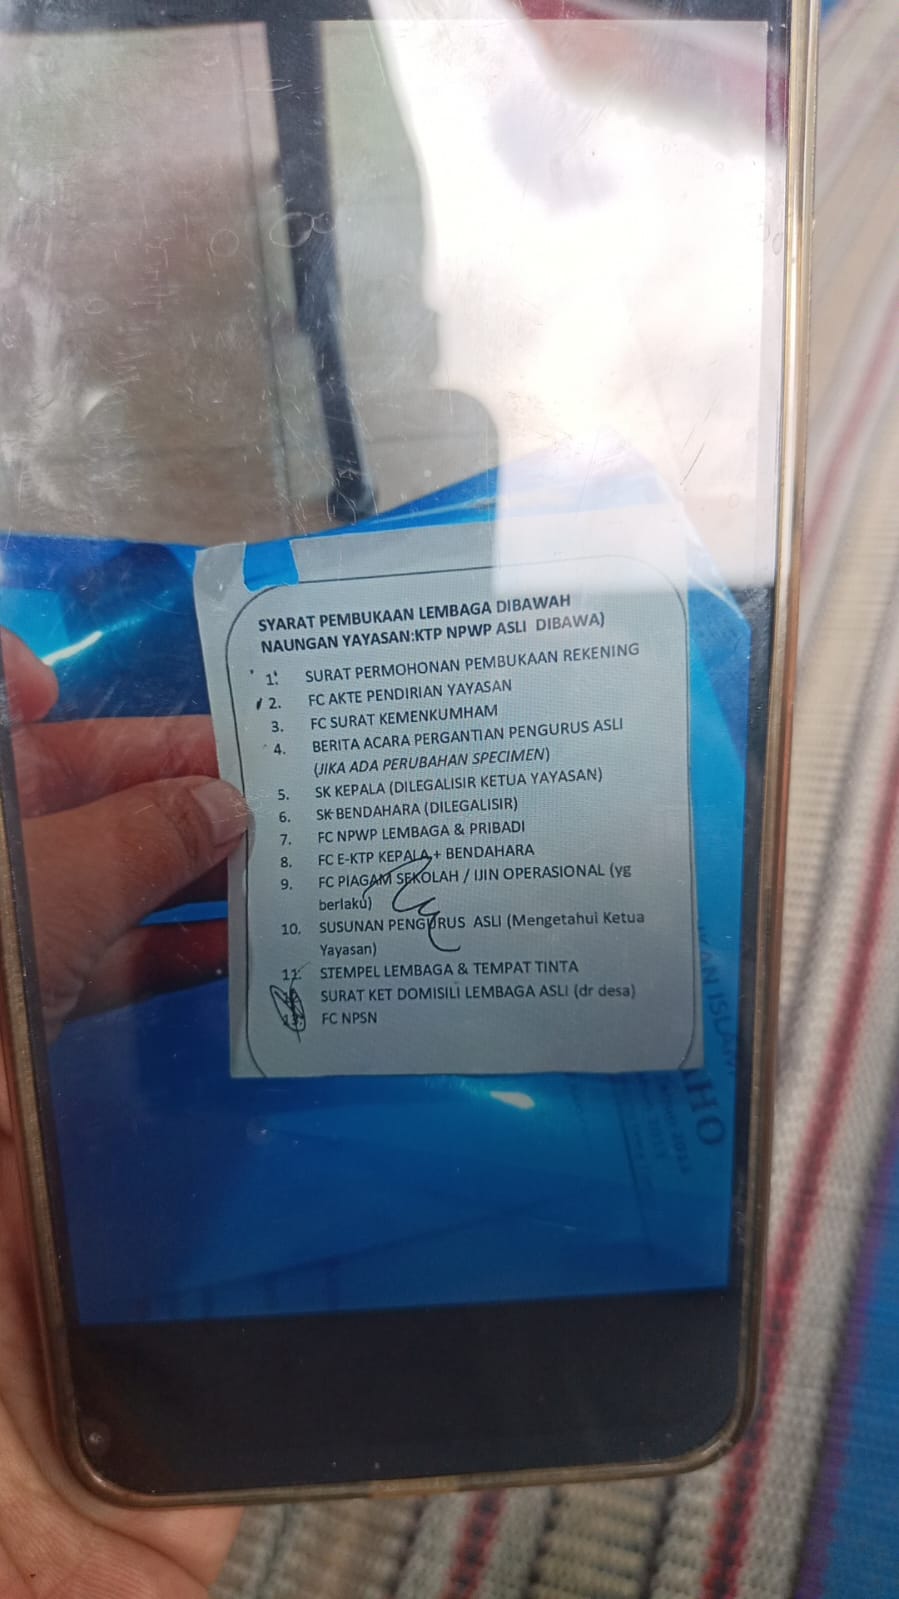 SYARAT PEMBUKAAN LEMBAGA DIBAWAH
NAUNGAN YAYASAN:KTP NPWP ASLI DIBAWA)
1. SURAT PERMOHONAN PEMBUKAAN REKENING
2. FC AKTE PENDIRIAN YAYASAN
3. FC SURAT KEMENKUMHAM
4. BERITA ACARA PERGANTIAN PENGURUS ASLI
(JIKA ADA PERUBAHAN SPECIMEN)
5. SK KEPALA (DILEGALISIR KETUA YAYASAN)
6. SK BENDAHARA (DILEGALISIR)
7. FC NPWP LEMBAGA & PRIBADI
8. FC E-KTP KEPALA + BENDAHARA
9. FC PIAGAM SEKOLAH / IJIN OPERASIONAL (yg
berlaku)
10. SUSUNAN PENGURUS ASLI (Mengetahui Ketua
Yayasan)
11. STEMPEL LEMBAGA & TEMPAT TINTA
SURAT KET DOMISILI LEMBAGA ASLI (dr desa)
FC NPSN